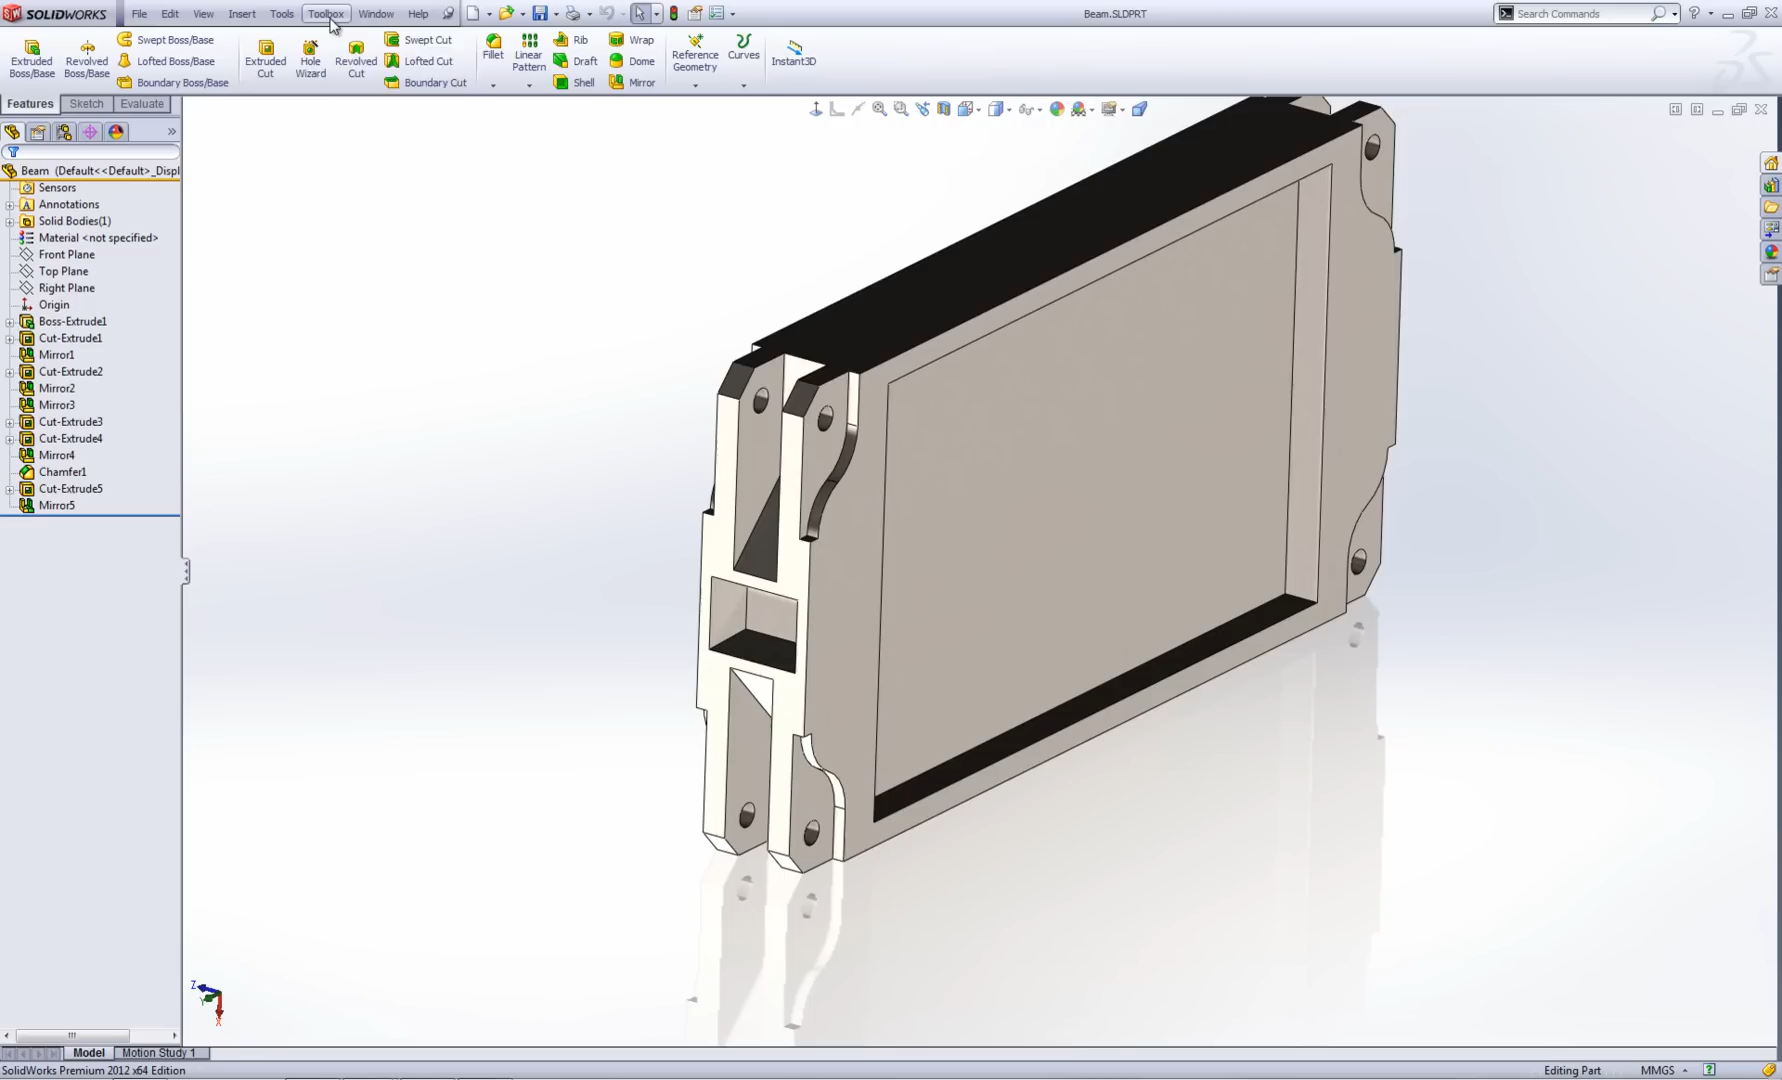 SOLIDWORKS File Edit View Insert Tools Toolbox Window Help Beam.SLDPRT Search Commands
Extruded Boss/Base
Revolved Boss/Base
Swept Boss/Base
Lofted Boss/Base
Boundary Boss/Base
Extruded Cut
Hole Wizard
Revolved Cut
Swept Cut
Lofted Cut
Boundary Cut
Fillet
Linear Pattern
Rib
Draft
Shell
Wrap
Dome
Mirror
Reference Geometry
Curves
Instant3D
Features Sketch Evaluate
Beam (Default<<Default>_Displ
Sensors
Annotations
Solid Bodies(1)
Material <not specified>
Front Plane
Top Plane
Right Plane
Origin
Boss-Extrude1
Cut-Extrude1
Mirror1
Cut-Extrude2
Mirror2
Mirror3
Cut-Extrude3
Cut-Extrude4
Mirror4
Chamfer1
Cut-Extrude5
Mirror5
Z
Y
X
Model Motion Study 1
SolidWorks Premium 2012 x64 Edition Editing Part MMGS